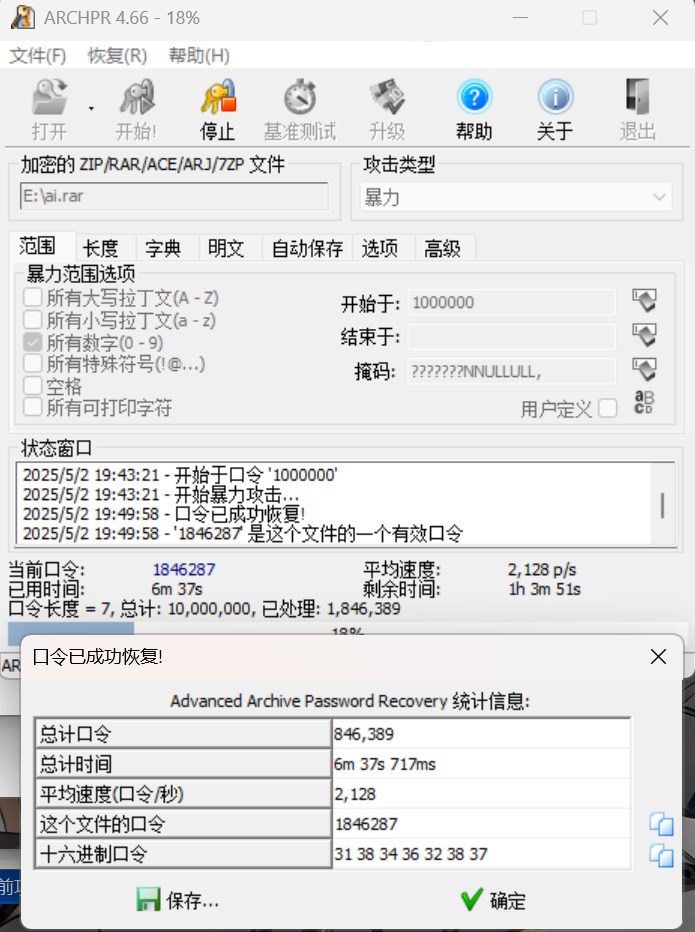 ARCHPR 4.66 - 18%
文件(F) 恢复(R) 帮助(H)
打开 开始! 停止 基准测试 升级 帮助 关于 退出
加密的 ZIP/RAR/ACE/ARJ/7ZP 文件 攻击类型
E:\ai.rar 暴力
范围 长度 字典 明文 自动保存 选项 高级
暴力范围选项
所有大写拉丁文(A - Z)
所有小写拉丁文(a - z)
所有数字(0 - 9)
所有特殊符号(!@...)
空格
所有可打印字符
开始于: 1000000
结束于:
掩码: ???????NNULLULL,
用户定义
aB
cD
状态窗口
2025/5/2 19:43:21 - 开始于口令 '1000000'
2025/5/2 19:43:21 - 开始暴力攻击...
2025/5/2 19:49:58 - 口令已成功恢复!
2025/5/2 19:49:58 - '1846287' 是这个文件的一个有效口令
当前口令: 1846287 平均速度: 2,128 p/s
已用时间: 6m 37s 剩余时间: 1h 3m 51s
口令长度 = 7, 总计: 10,000,000, 已处理: 1,846,389
18%
AR
口令已成功恢复!
Advanced Archive Password Recovery 统计信息:
总计口令 846,389
总计时间 6m 37s 717ms
平均速度(口令/秒) 2,128
这个文件的口令 1846287
十六进制口令 31 38 34 36 32 38 37
保存... 确定